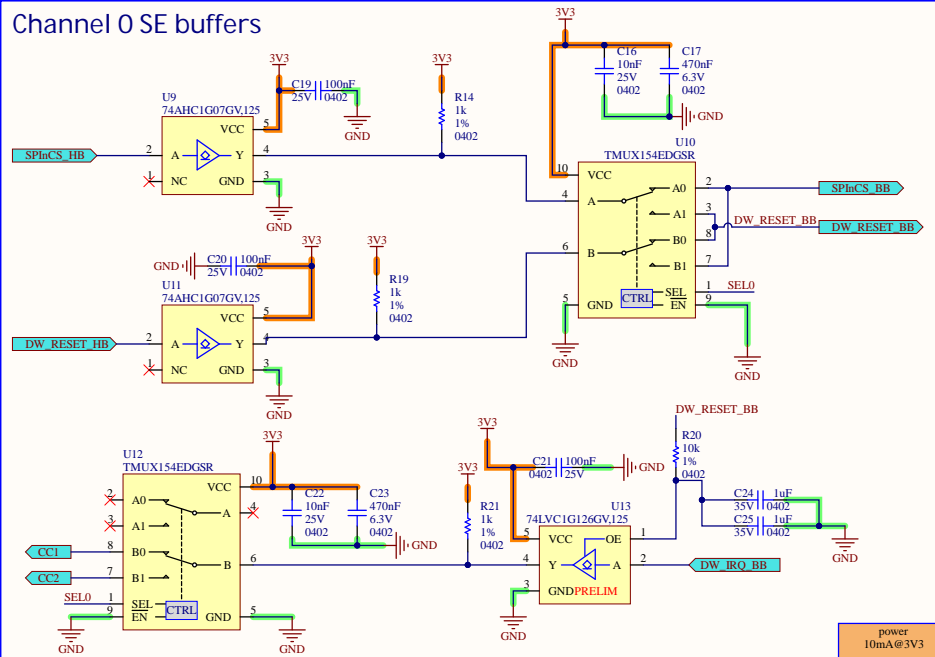 Channel 0 SE buffers
3V3
C19 100nF
25V 0402
GND
U9
74AHC1G07GV,125
VCC 5
SPInCS_HB 2 A Y 4
1 NC GND 3
GND
3V3
R14
1k
1%
0402
3V3
C16
10nF
25V
0402
C17
470nF
6.3V
0402
GND
U10
TMUX154EDGSR
10 VCC
4 A
A0 2 SPInCS_BB
A1 3
DW_RESET_BB DW_RESET_BB
6 B
B0 8
B1 7
SEL 1 SEL0
5 GND CTRL EN 9
GND
GND
3V3
GND C20 100nF
25V 0402
U11
74AHC1G07GV,125
VCC 5
DW_RESET_HB 2 A Y 4
1 NC GND 3
GND
3V3
R19
1k
1%
0402
3V3
U12
TMUX154EDGSR
VCC 10
2 A0
A 4
3 A1
CC1 8 B0
B 6
CC2 7 B1
SEL0 1 SEL
9 EN CTRL GND 5
GND
GND
C22
10nF
25V
0402
C23
470nF
6.3V
0402
GND
3V3
R21
1k
1%
0402
3V3
C21 100nF
0402 25V
GND
U13
74LVC1G126GV,125
5 VCC OE 1
4 Y A 2 DW_IRQ_BB
3 GND PRELIM
GND
DW_RESET_BB
R20
10k
1%
0402
C24 1uF
35V 0402
C25 1uF
35V 0402
GND
power
10mA@3V3